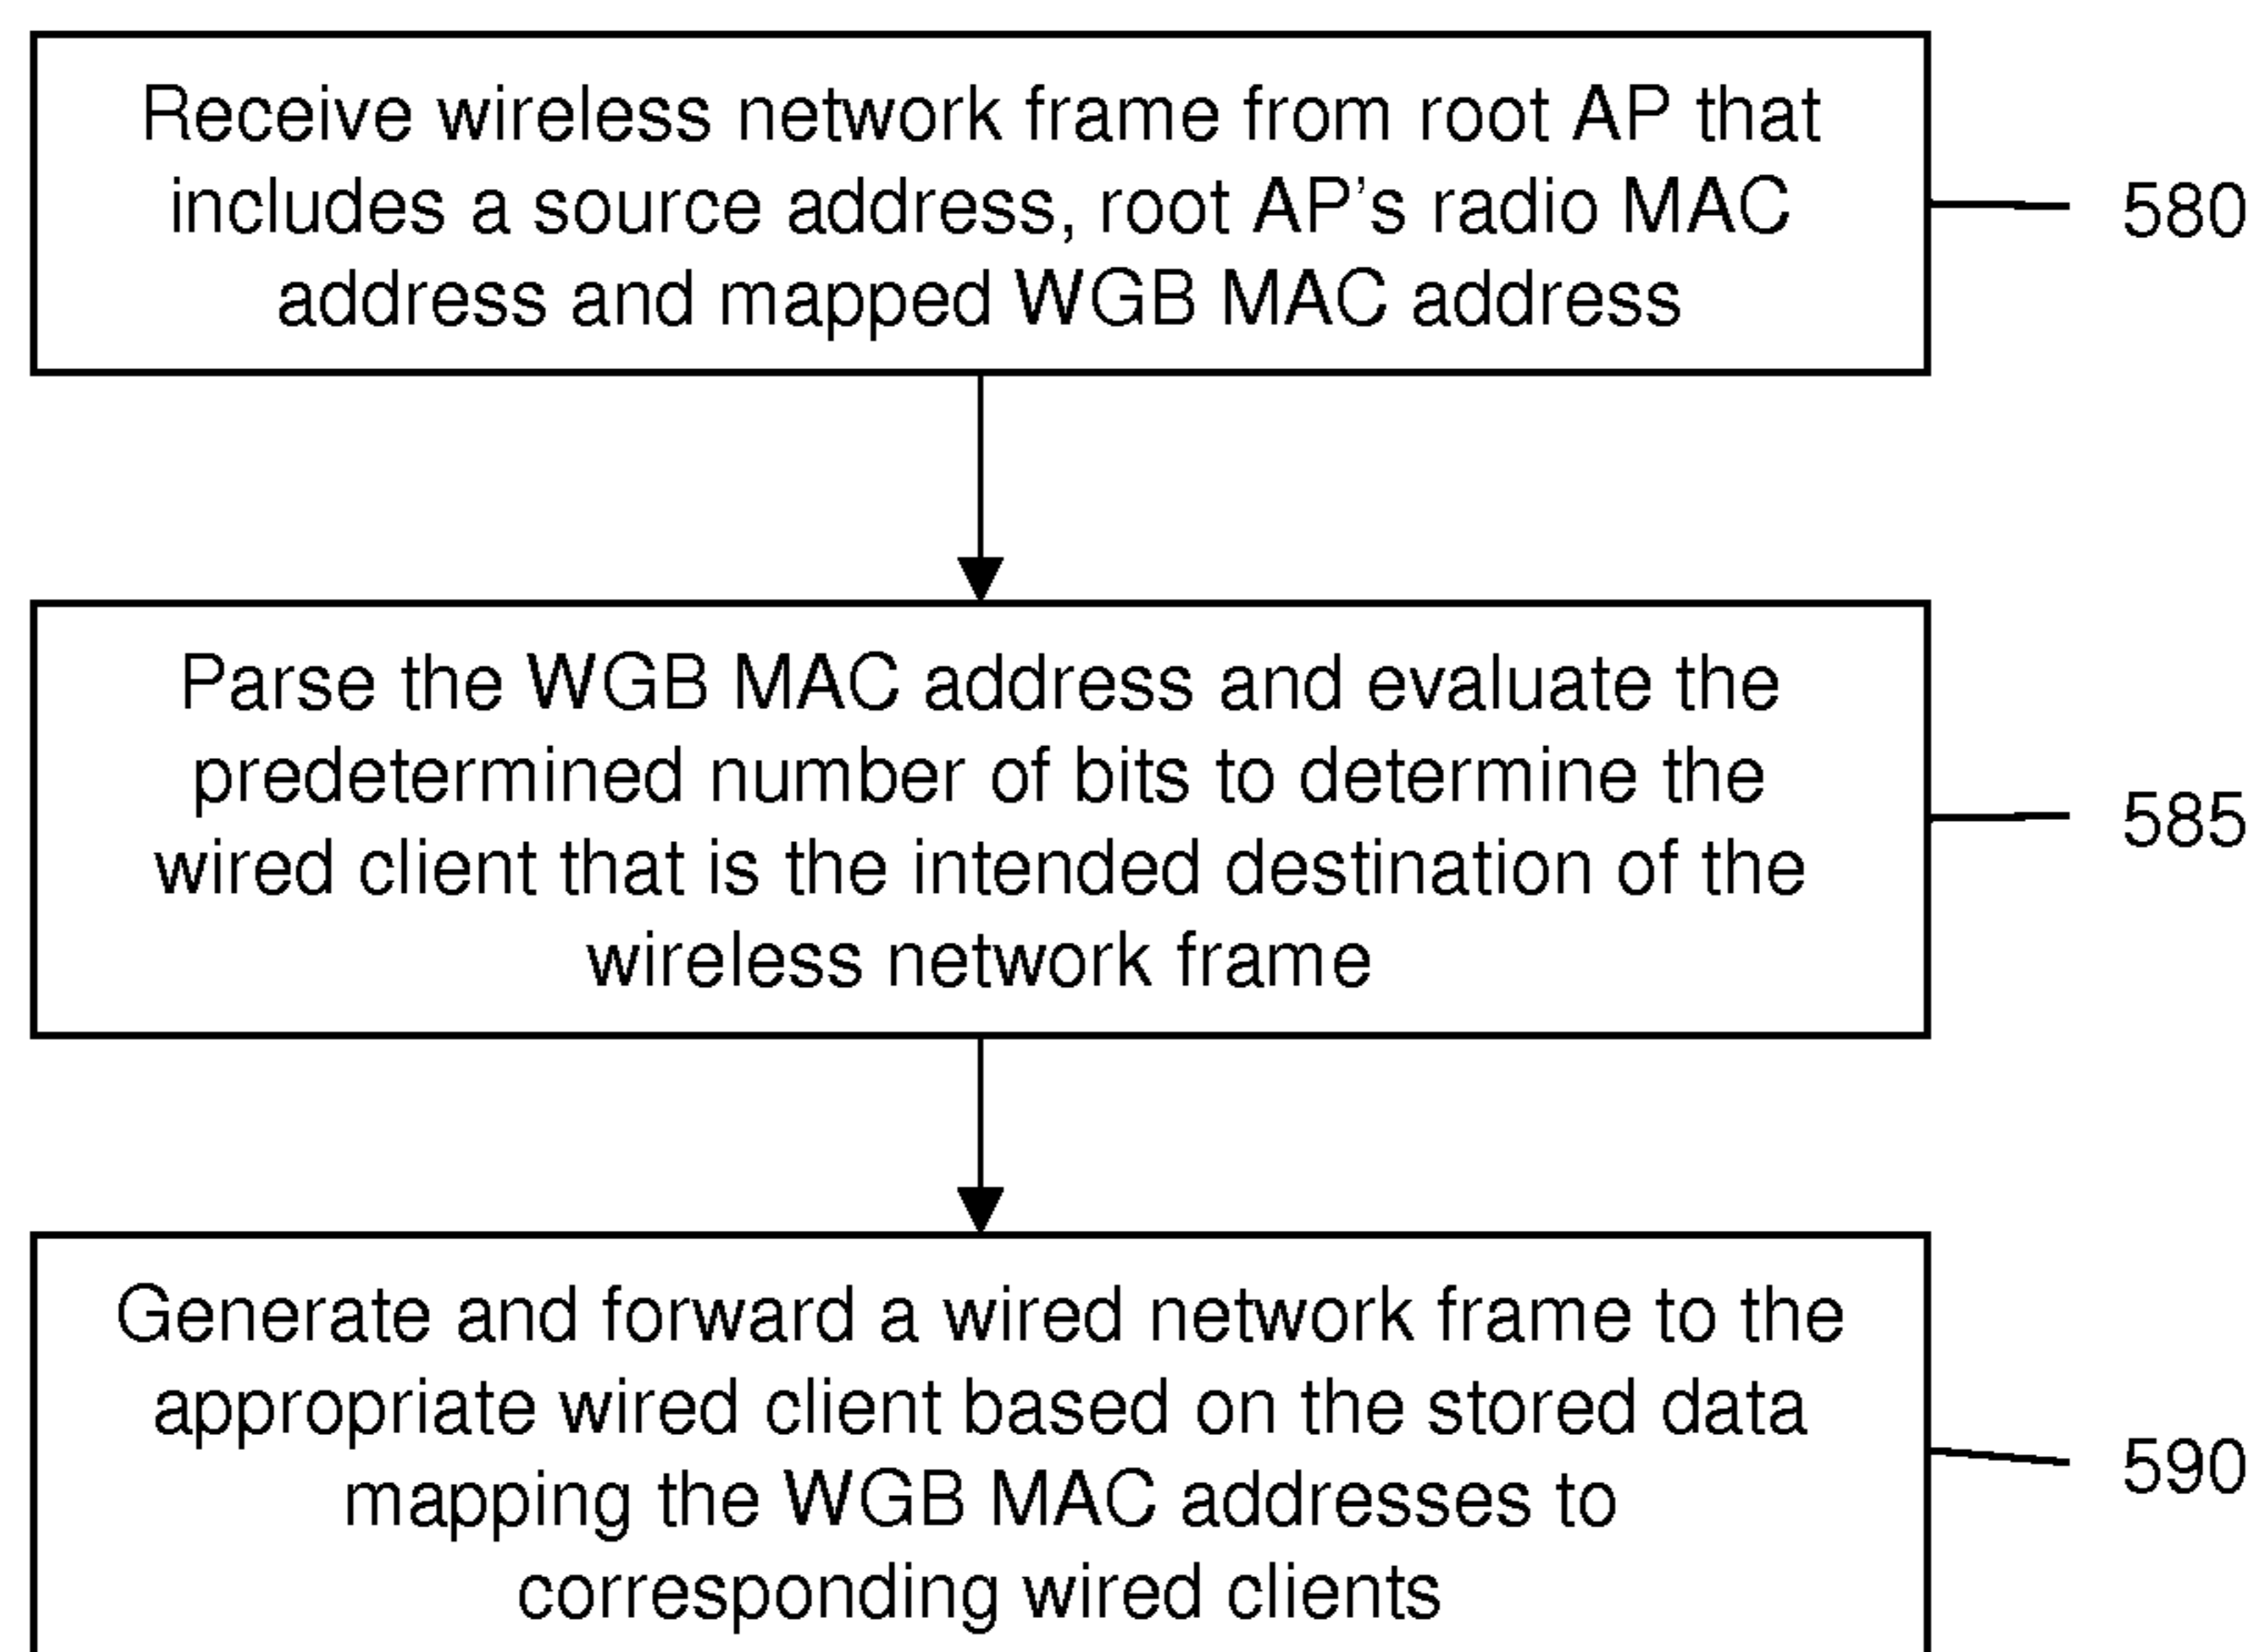 Receive wireless network frame from root AP that
includes a source address, root AP's radio MAC
address and mapped WGB MAC address
580
Parse the WGB MAC address and evaluate the
predetermined number of bits to determine the
wired client that is the intended destination of the
wireless network frame
585
Generate and forward a wired network frame to the
appropriate wired client based on the stored data
mapping the WGB MAC addresses to
corresponding wired clients
590